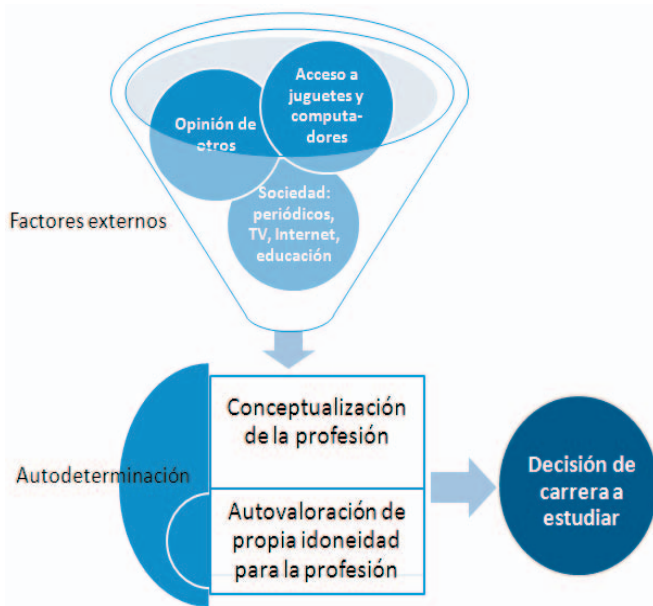 Acceso a
juguetes y
computa-
dores
Opinión de
otros
Sociedad:
periódicos,
TV, Internet,
educación
Factores externos
Conceptualización
de la profesión
Autodeterminación
Autovaloración de
propia idoneidad
para la profesión
Decisión de
carrera a
estudiar